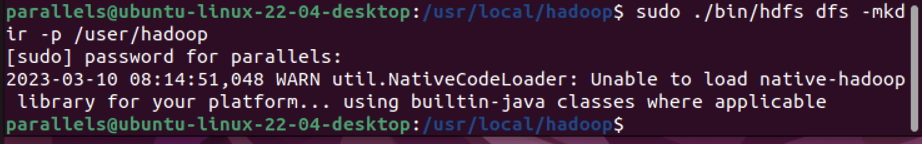 parallels@ubuntu-linux-22-04-desktop:/usr/local/hadoop$ sudo ./bin/hdfs dfs -mkd
ir -p /user/hadoop
[sudo] password for parallels:
2023-03-10 08:14:51,048 WARN util.NativeCodeLoader: Unable to load native-hadoop
 library for your platform... using builtin-java classes where applicable
parallels@ubuntu-linux-22-04-desktop:/usr/local/hadoop$